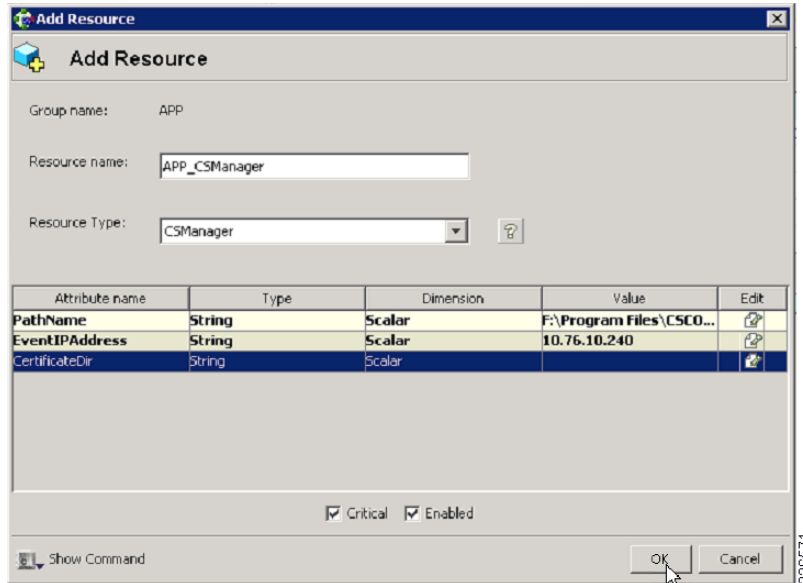 Add Resource
Add Resource
Group name: APP
Resource name: APP_CSManager
Resource Type: CSManager
Attribute name Type Dimension Value Edit
PathName String Scalar F:\Program Files\CSCO...
EventIPAddress String Scalar 10.76.10.240
CertificateDir String Scalar
Critical Enabled
Show Command OK Cancel